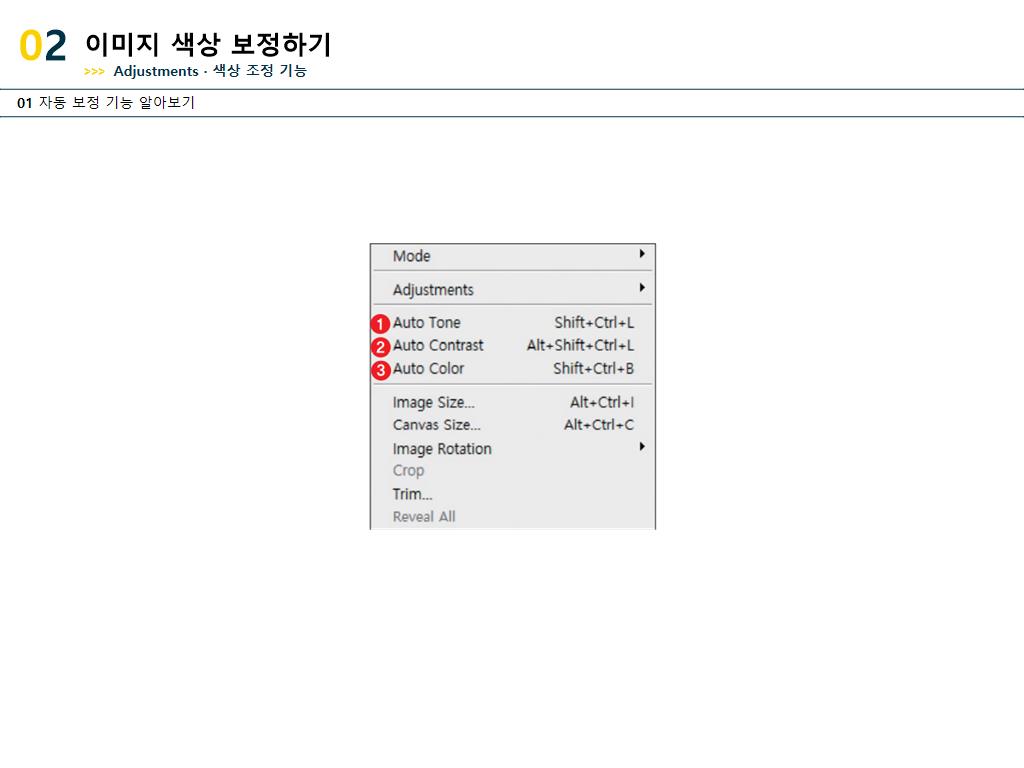 02 이미지 색상 보정하기
>>> Adjustments · 색상 조정 기능
01 자동 보정 기능 알아보기
Mode
Adjustments
1 Auto Tone Shift+Ctrl+L
2 Auto Contrast Alt+Shift+Ctrl+L
3 Auto Color Shift+Ctrl+B
Image Size... Alt+Ctrl+I
Canvas Size... Alt+Ctrl+C
Image Rotation
Crop
Trim...
Reveal All